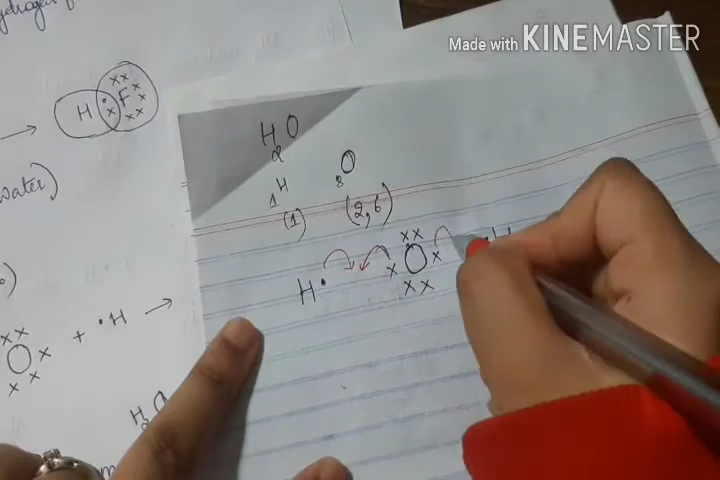 Made with KINEMASTER
H F
water)
H₂O
₁H ₈O
(1) (2,6)
H• ×O× •H
O + •H →
H₂O